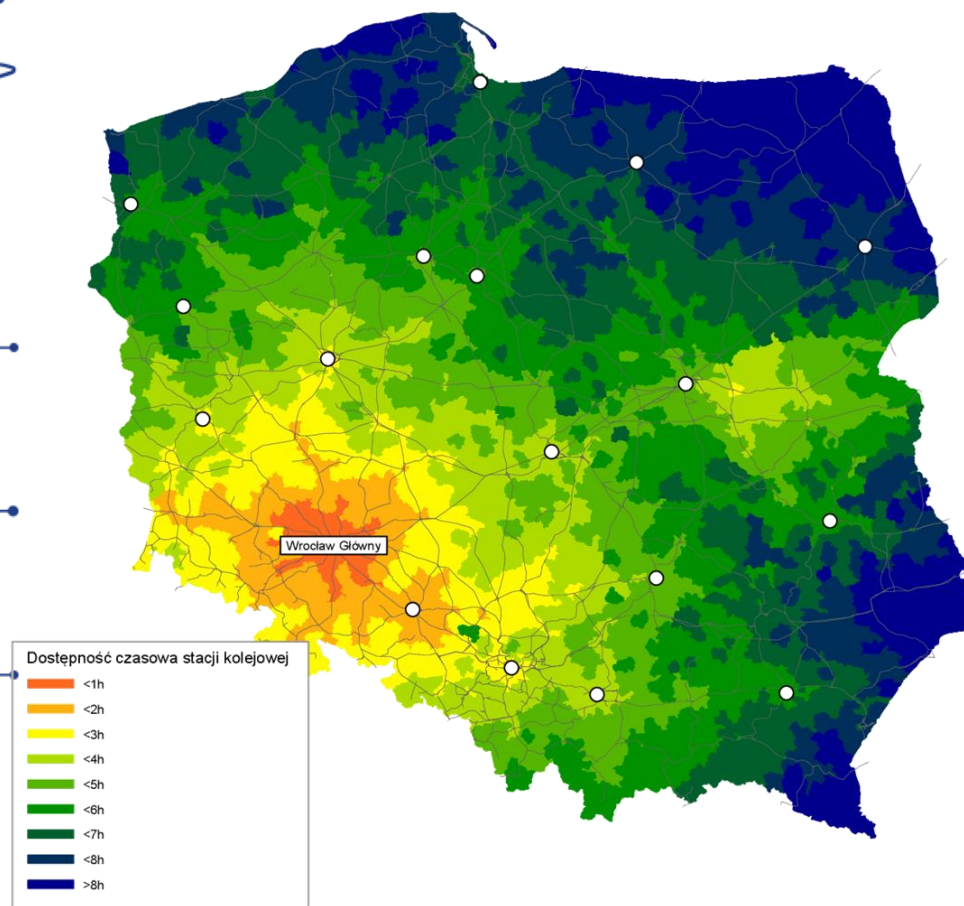 Wrocław Główny
Dostępność czasowa stacji kolejowej
<1h
<2h
<3h
<4h
<5h
<6h
<7h
<8h
>8h